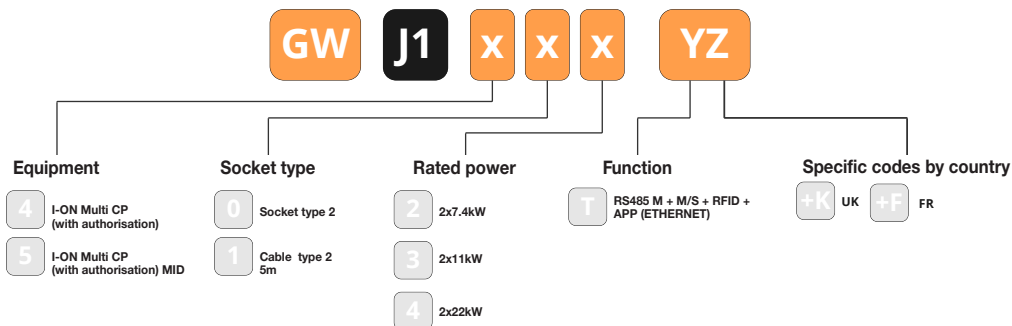 GW J1 x x x YZ
Equipment
4 I-ON Multi CP
(with authorisation)
5 I-ON Multi CP
(with authorisation) MID
Socket type
0 Socket type 2
1 Cable type 2
5m
Rated power
2 2x7.4kW
3 2x11kW
4 2x22kW
Function
T RS485 M + M/S + RFID +
APP (ETHERNET)
Specific codes by country
+K UK +F FR